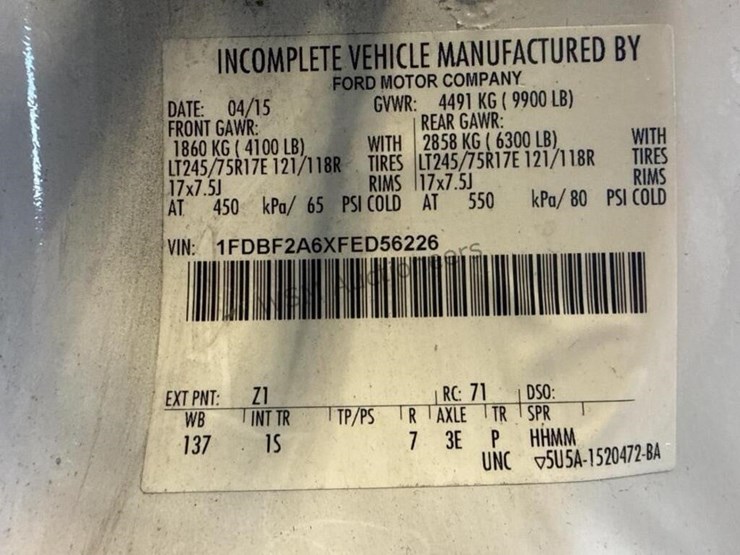 INCOMPLETE VEHICLE MANUFACTURED BY
FORD MOTOR COMPANY
DATE: 04/15 GVWR: 4491 KG ( 9900 LB)
FRONT GAWR: REAR GAWR:
1860 KG ( 4100 LB) WITH 2858 KG ( 6300 LB) WITH
LT245/75R17E 121/118R TIRES LT245/75R17E 121/118R TIRES
17x7.5J RIMS 17x7.5J RIMS
AT 450 kPa/ 65 PSI COLD AT 550 kPa/ 80 PSI COLD
VIN: 1FDBF2A6XFED56226
WSM Auctioneers
EXT PNT: Z1 RC: 71 DSO:
WB INT TR TP/PS R AXLE TR SPR
137 1S 7 3E P HHMM
UNC ▽5U5A-1520472-BA